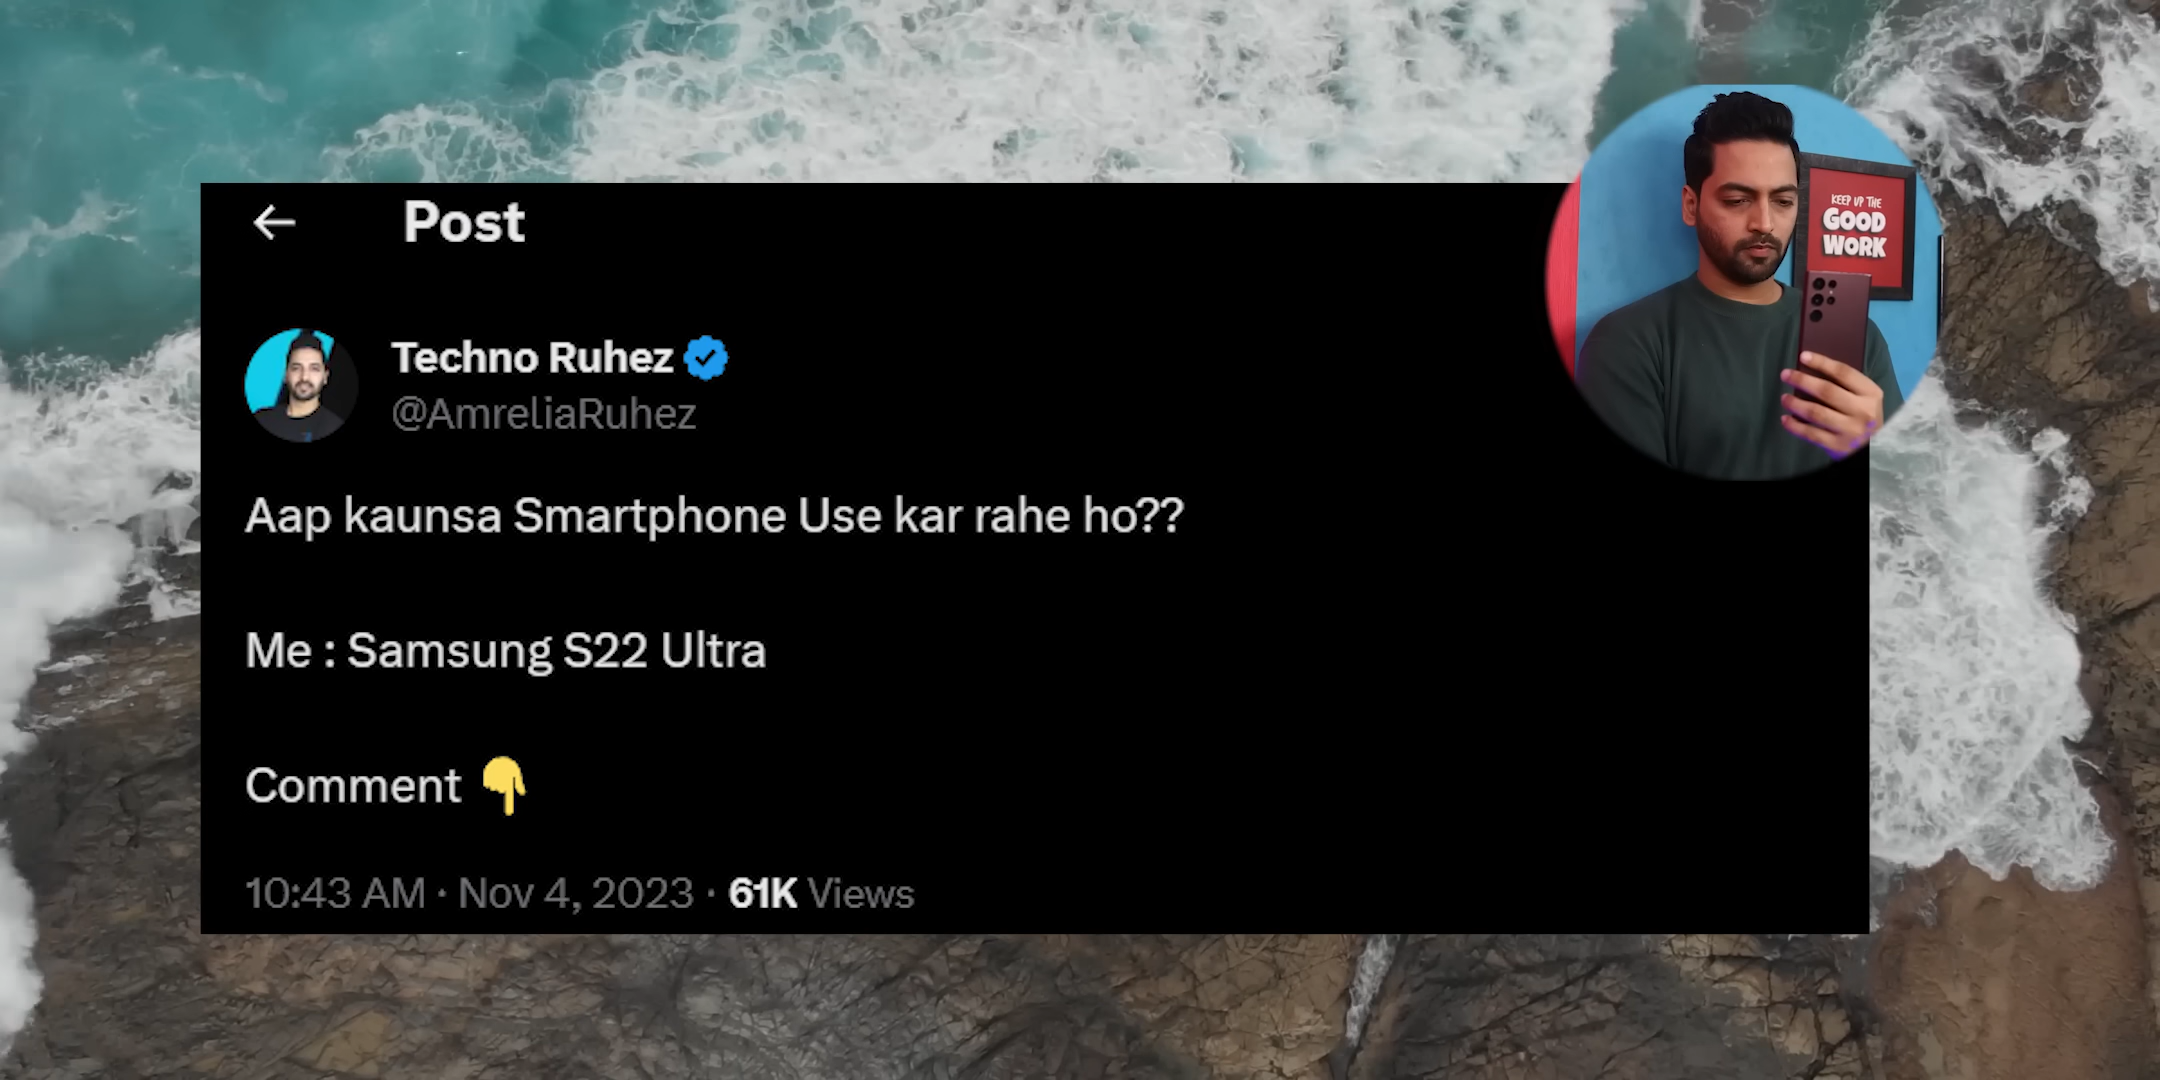 Post
Techno Ruhez
@AmreliaRuhez
Aap kaunsa Smartphone Use kar rahe ho??
Me : Samsung S22 Ultra
Comment 👇
10:43 AM · Nov 4, 2023 · 61K Views
KEEP UP THE
GOOD
WORK